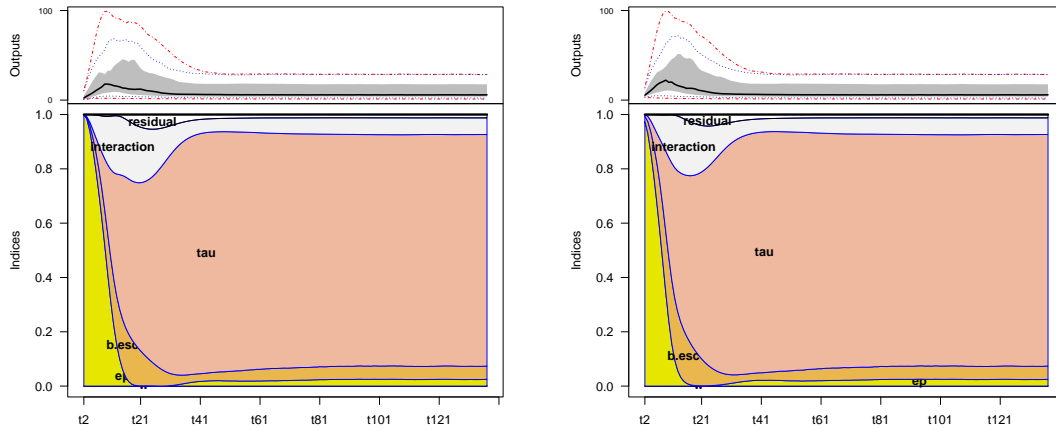 100
0
Outputs
residual
interaction
tau
b.esc
ep
1.0
0.8
0.6
0.4
0.2
0.0
Indices
t2 t21 t41 t61 t81 t101 t121
100
0
Outputs
residual
interaction
tau
b.esc
ep
1.0
0.8
0.6
0.4
0.2
0.0
Indices
t2 t21 t41 t61 t81 t101 t121